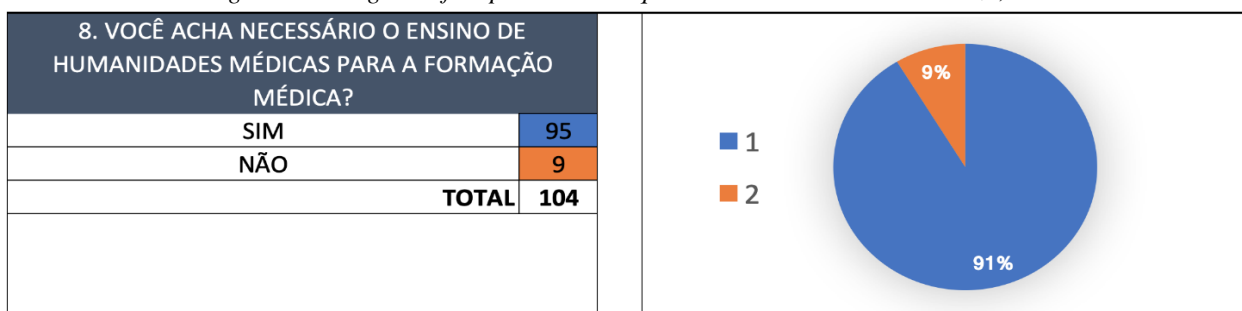 8. VOCÊ ACHA NECESSÁRIO O ENSINO DE
HUMANIDADES MÉDICAS PARA A FORMAÇÃO
MÉDICA?
SIM 95
NÃO 9
TOTAL 104
1
2
9%
91%